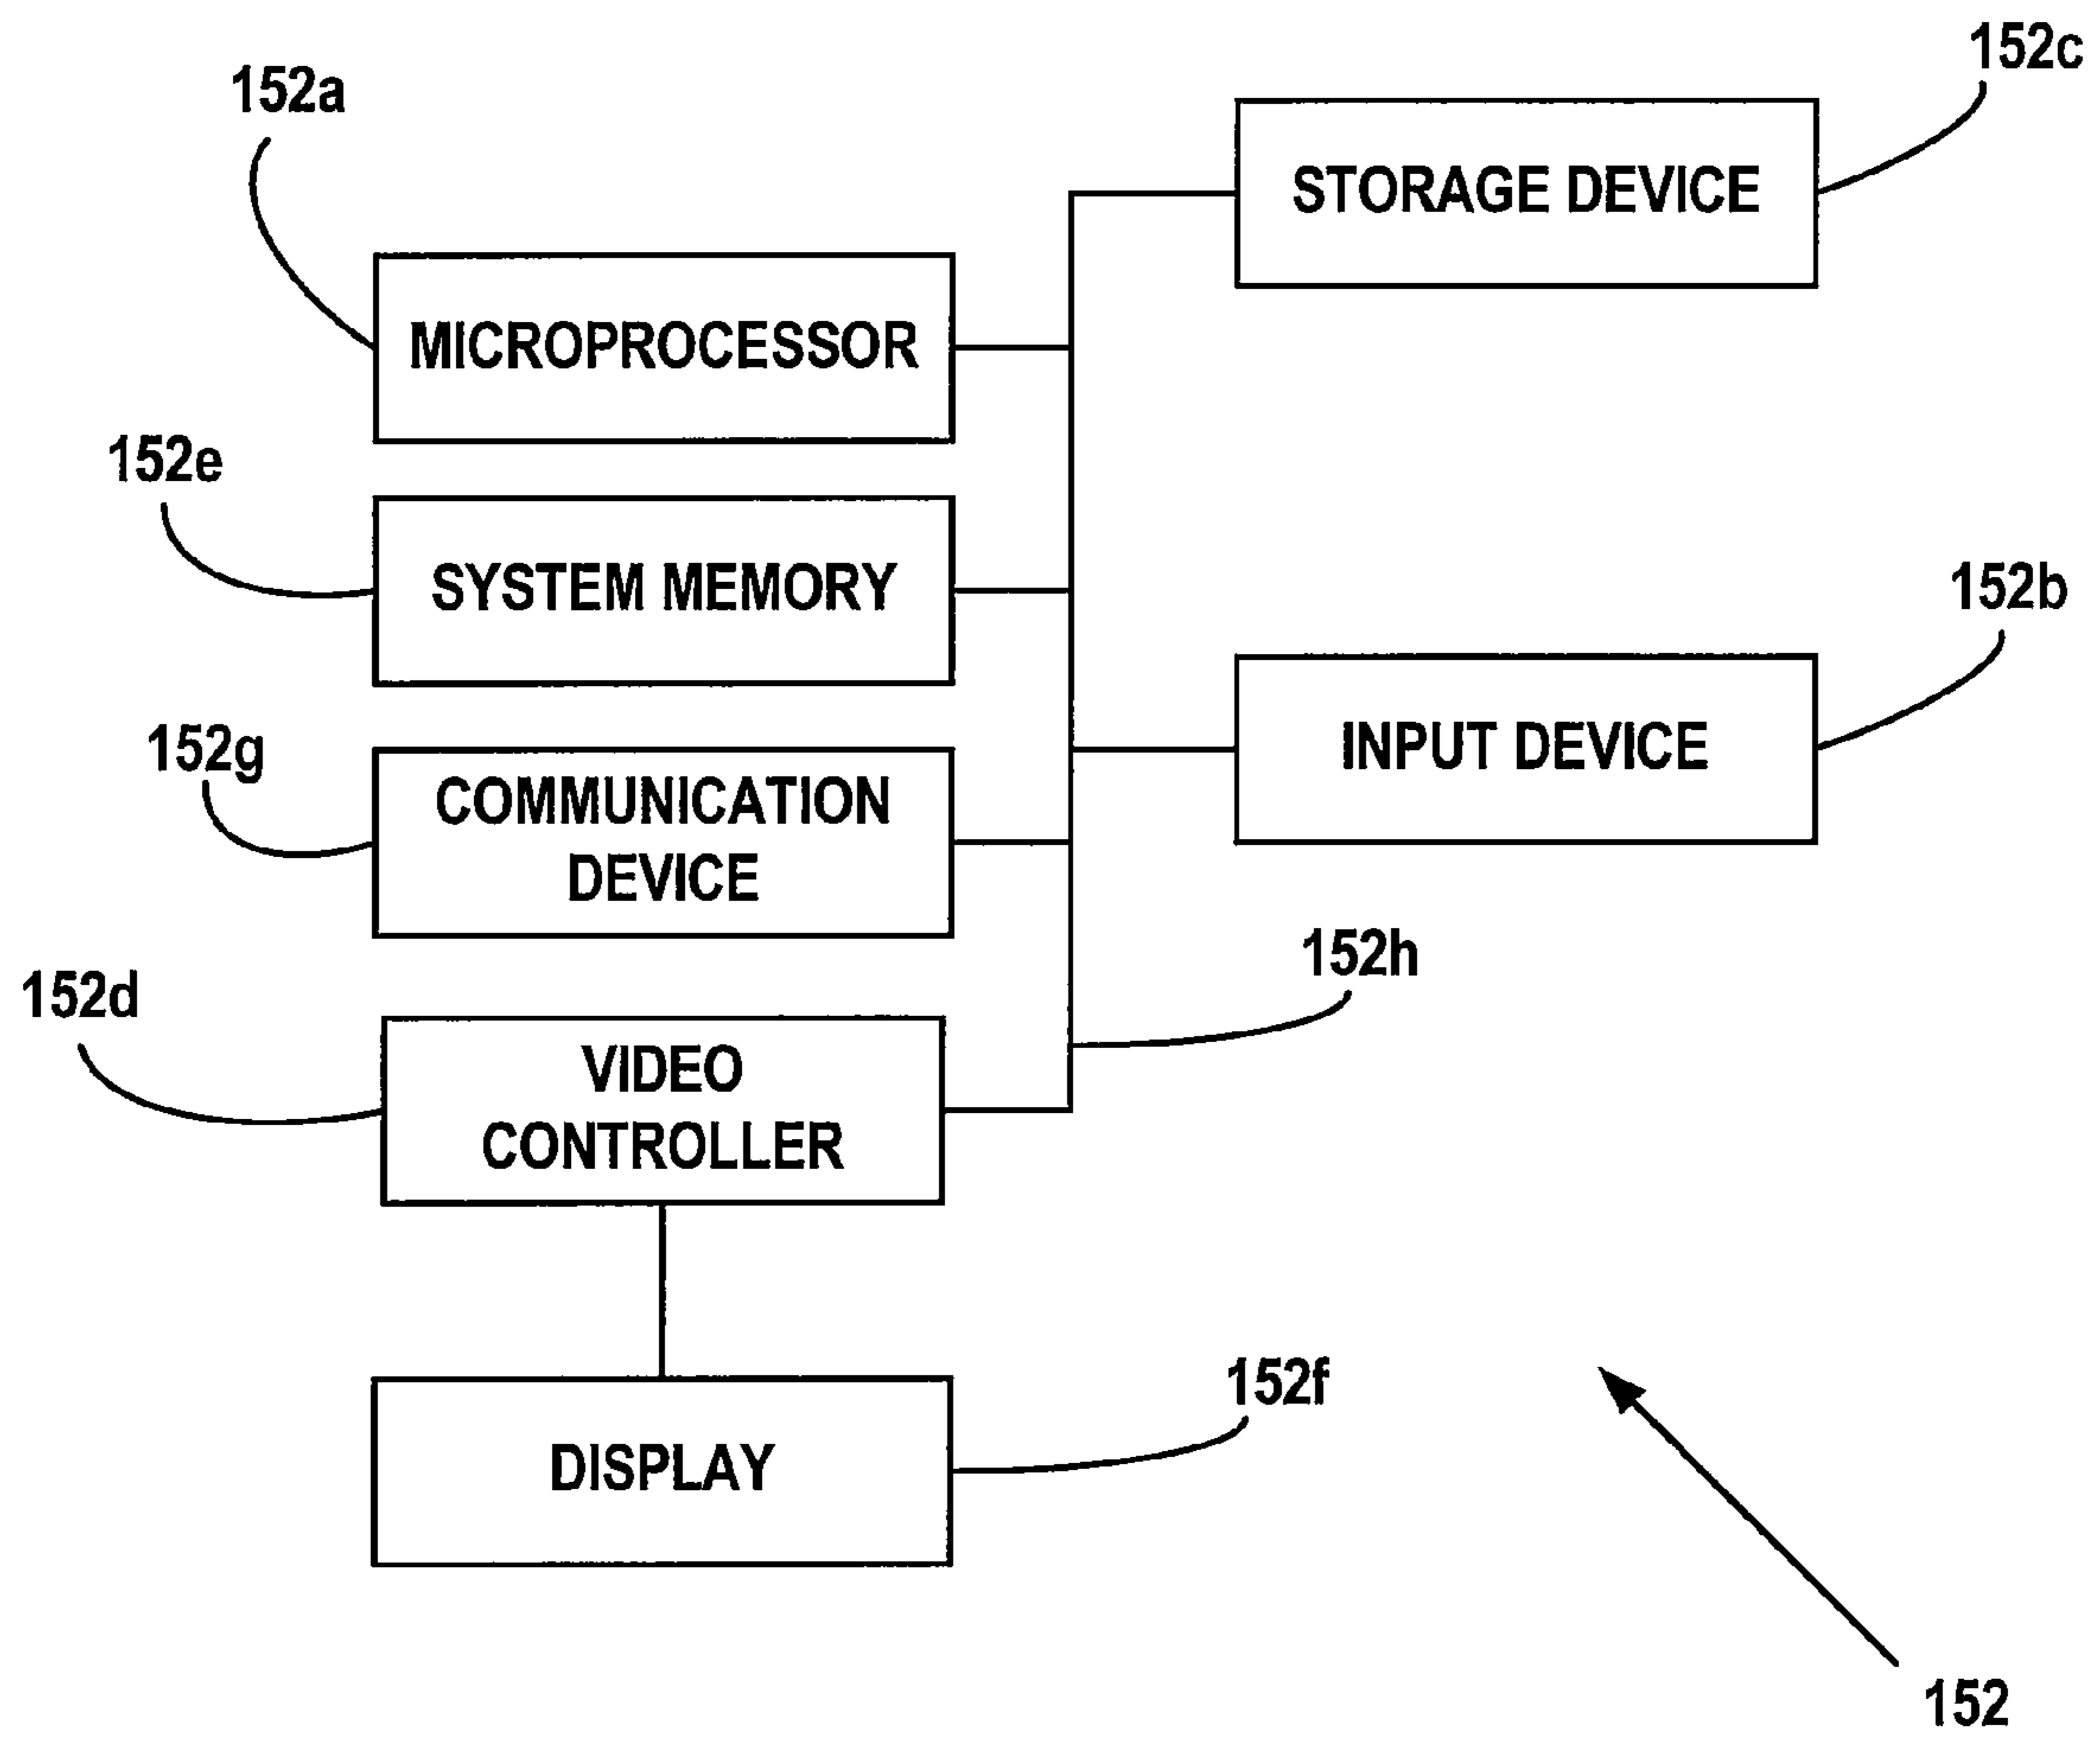 152a
152c
STORAGE DEVICE
MICROPROCESSOR
152e
SYSTEM MEMORY
152b
INPUT DEVICE
152g
COMMUNICATION
DEVICE
152h
152d
VIDEO
CONTROLLER
152f
DISPLAY
152